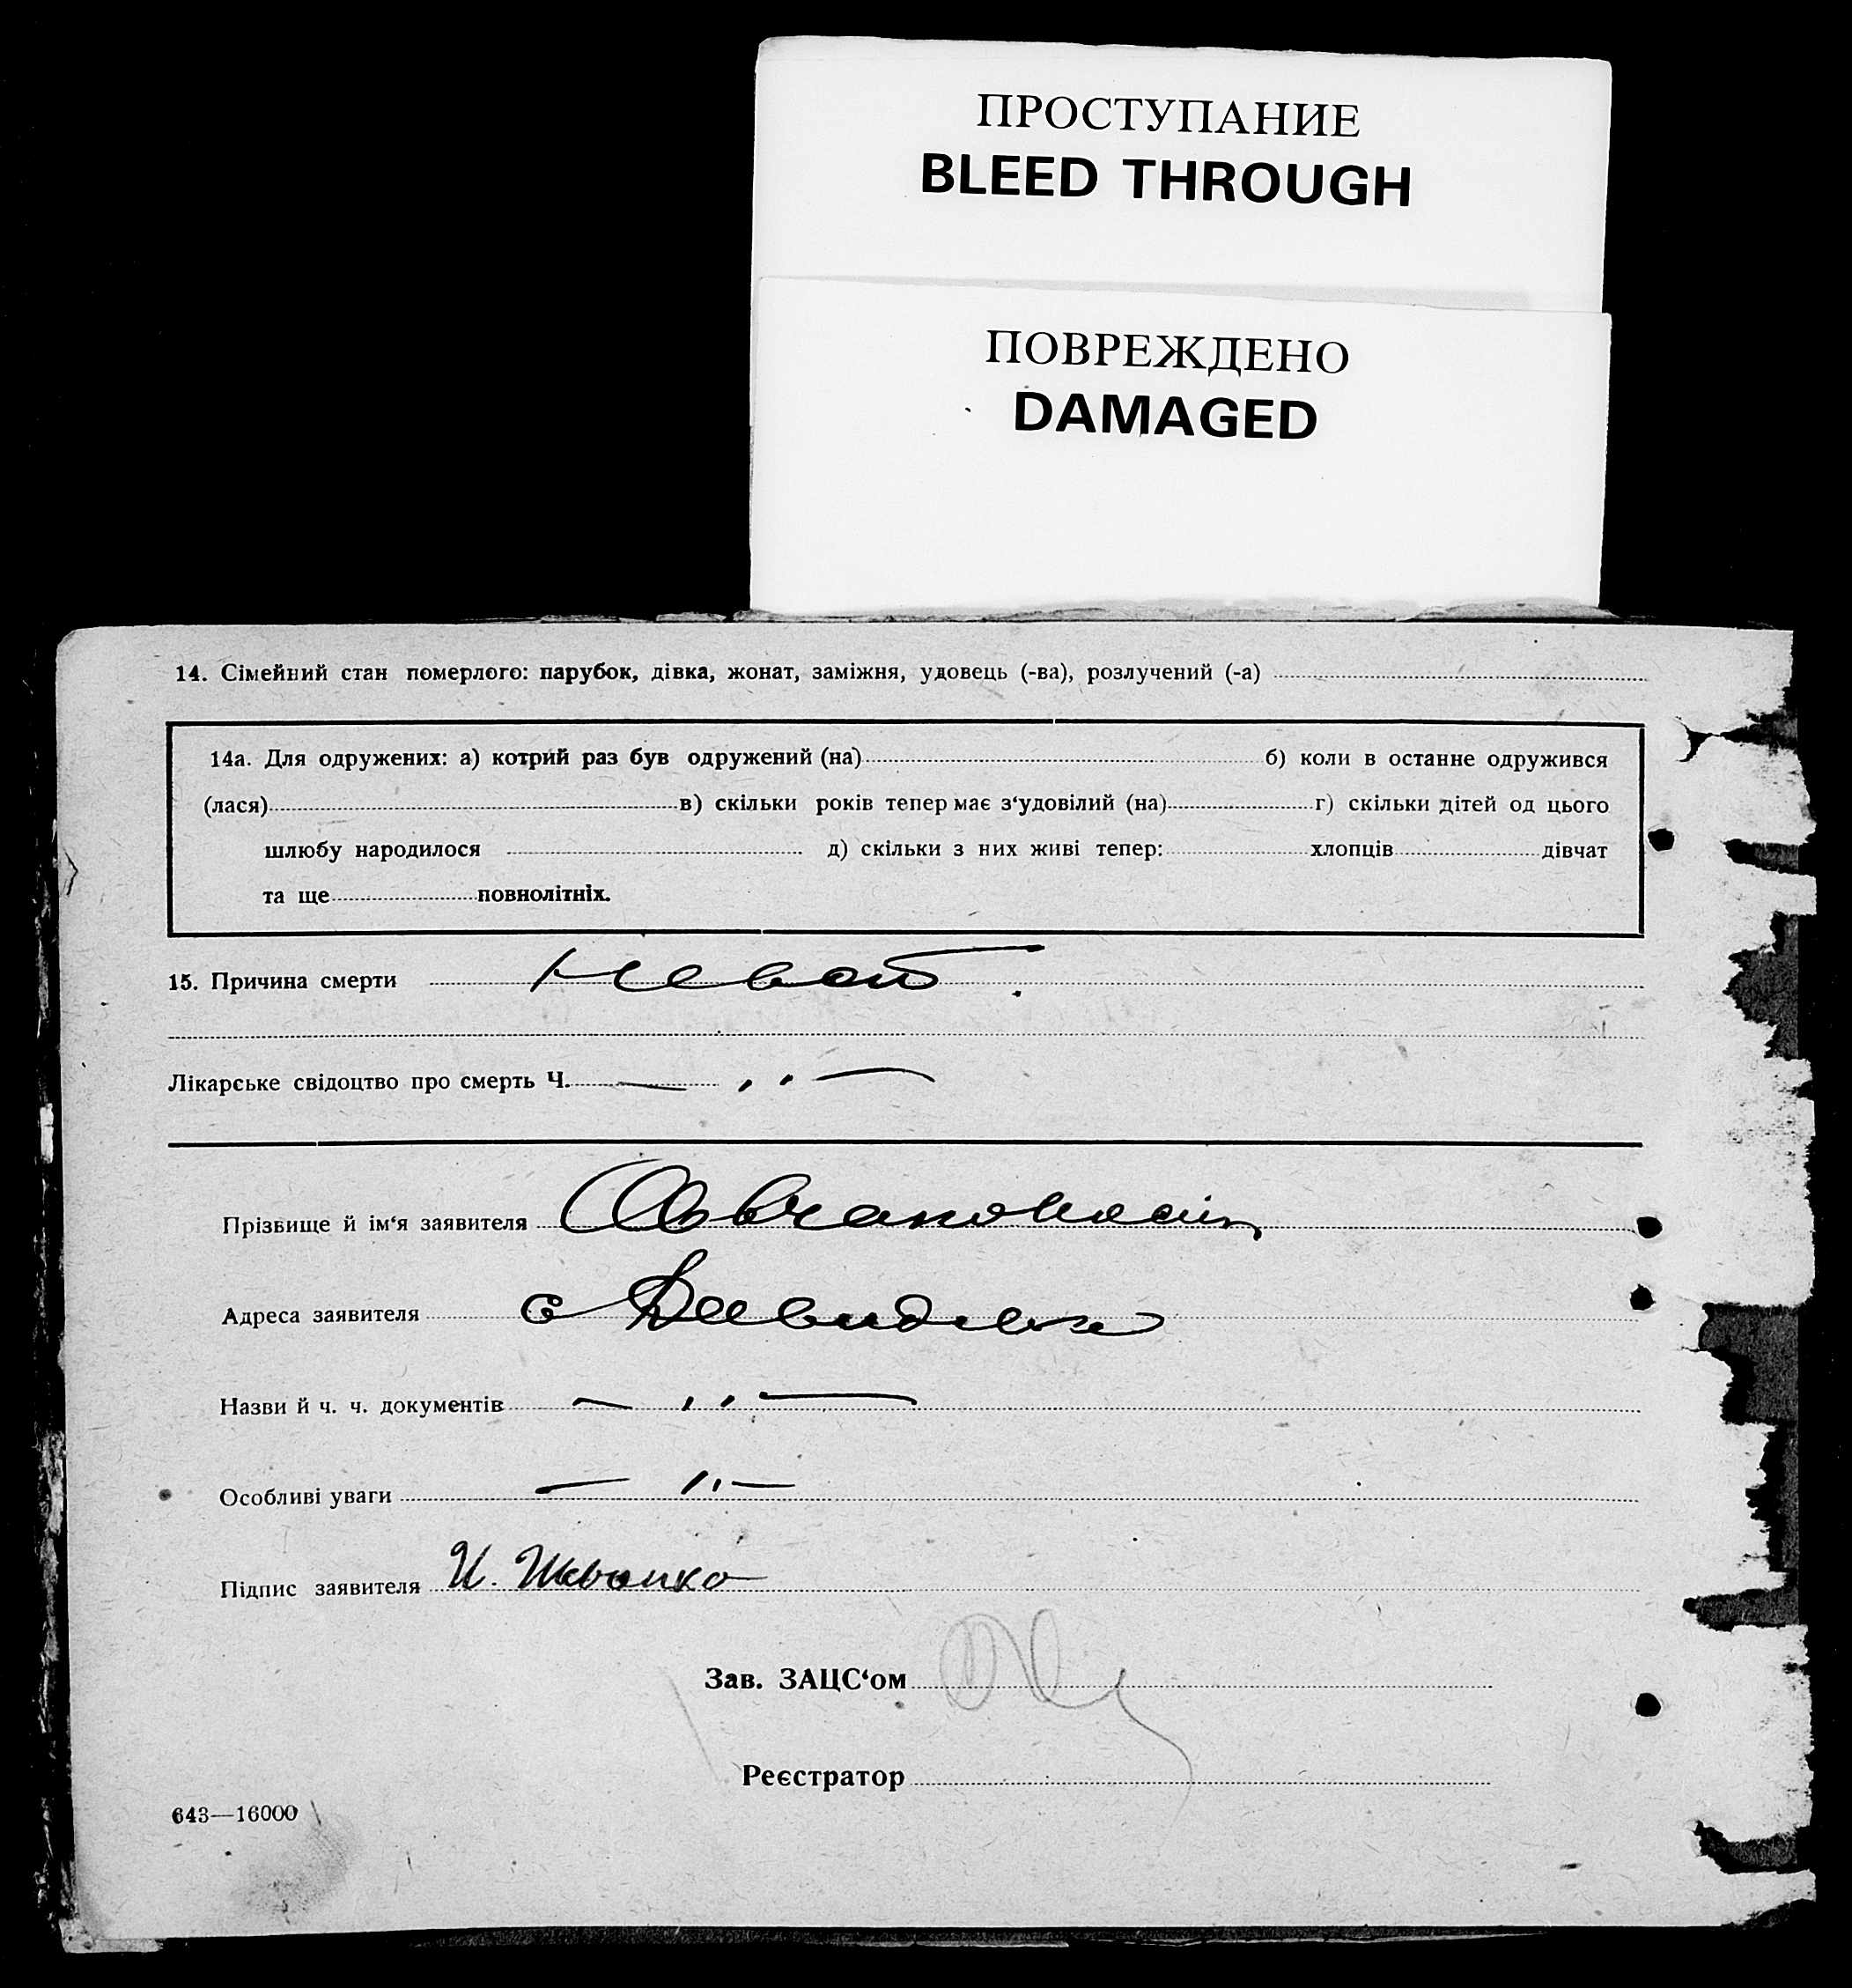 ПРОСТУПАНИЕ
BLEED THROUGH
ПОВРЕЖДЕНО
DAMAGED
14. Сімейний стан померлого: парубок, дівка, жонат, заміжня, удовець (-ва), розлучений (-а)
14а. Для одружених: а) котрий раз був одружений (на) б) коли в останне одружився
(лася) в) скільки років тепер має з‘удовілий (на) г) скільки дітей од цього
шлюбу народилося д) скільки з них живі тепер: хлопців дівчат
та ще повнолітніх.
15. Причина смерти
Лікарське свідоцтво про смерть Ч. — „ —
Прізвище й ім‘я заявителя
Адреса заявителя с
Назви й ч. ч. документів — „ —
Особливі уваги — „ —
Підпис заявителя И.
Зав. ЗАЦС‘ом
Реєстратор
643—16000